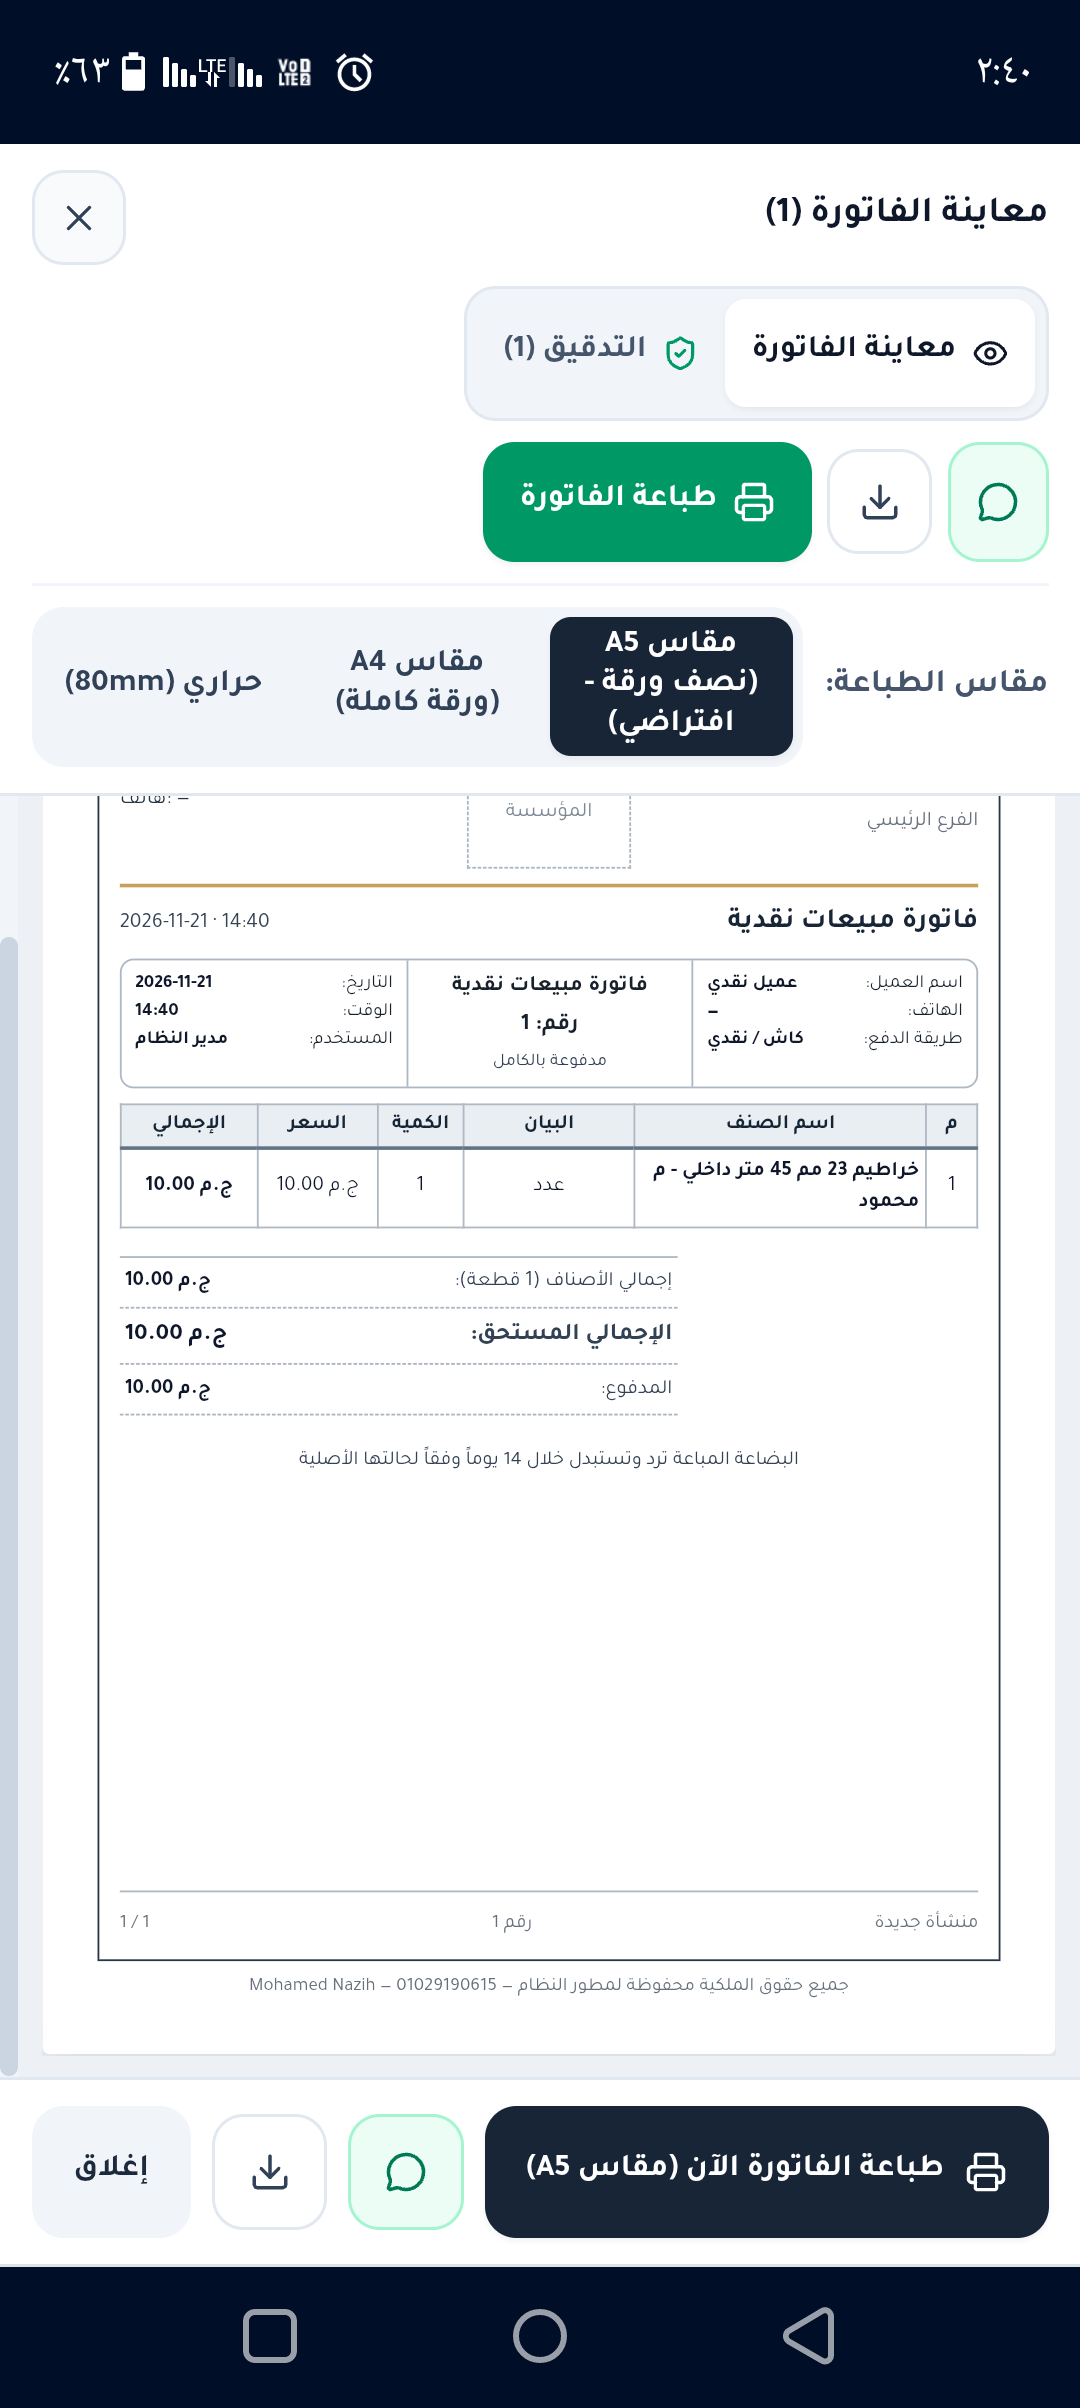 ٢:٤٠
٪٦٣
LTE
Vo
LTE 2
معاينة الفاتورة (1)
معاينة الفاتورة
التدقيق (1)
طباعة الفاتورة
مقاس الطباعة:
مقاس A5
(نصف ورقة -
افتراضي)
مقاس A4
(ورقة كاملة)
حراري (80mm)
المؤسسة
الفرع الرئيسي
فاتورة مبيعات نقدية
2026-11-21 · 14:40
اسم العميل: عميل نقدي
الهاتف: –
طريقة الدفع: كاش / نقدي
فاتورة مبيعات نقدية
رقم: 1
مدفوعة بالكامل
التاريخ: 2026-11-21
الوقت: 14:40
المستخدم: مدير النظام
م اسم الصنف البيان الكمية السعر الإجمالي
1 خراطيم 23 مم 45 متر داخلي - م
محمود
عدد 1 ج.م 10.00 ج.م 10.00
إجمالي الأصناف (1 قطعة): ج.م 10.00
الإجمالي المستحق: ج.م 10.00
المدفوع: ج.م 10.00
البضاعة المباعة ترد وتستبدل خلال 14 يوماً وفقاً لحالتها الأصلية
منشأة جديدة رقم 1 1 / 1
جميع حقوق الملكية محفوظة لمطور النظام – Mohamed Nazih – 01029190615
طباعة الفاتورة الآن (مقاس A5)
إغلاق